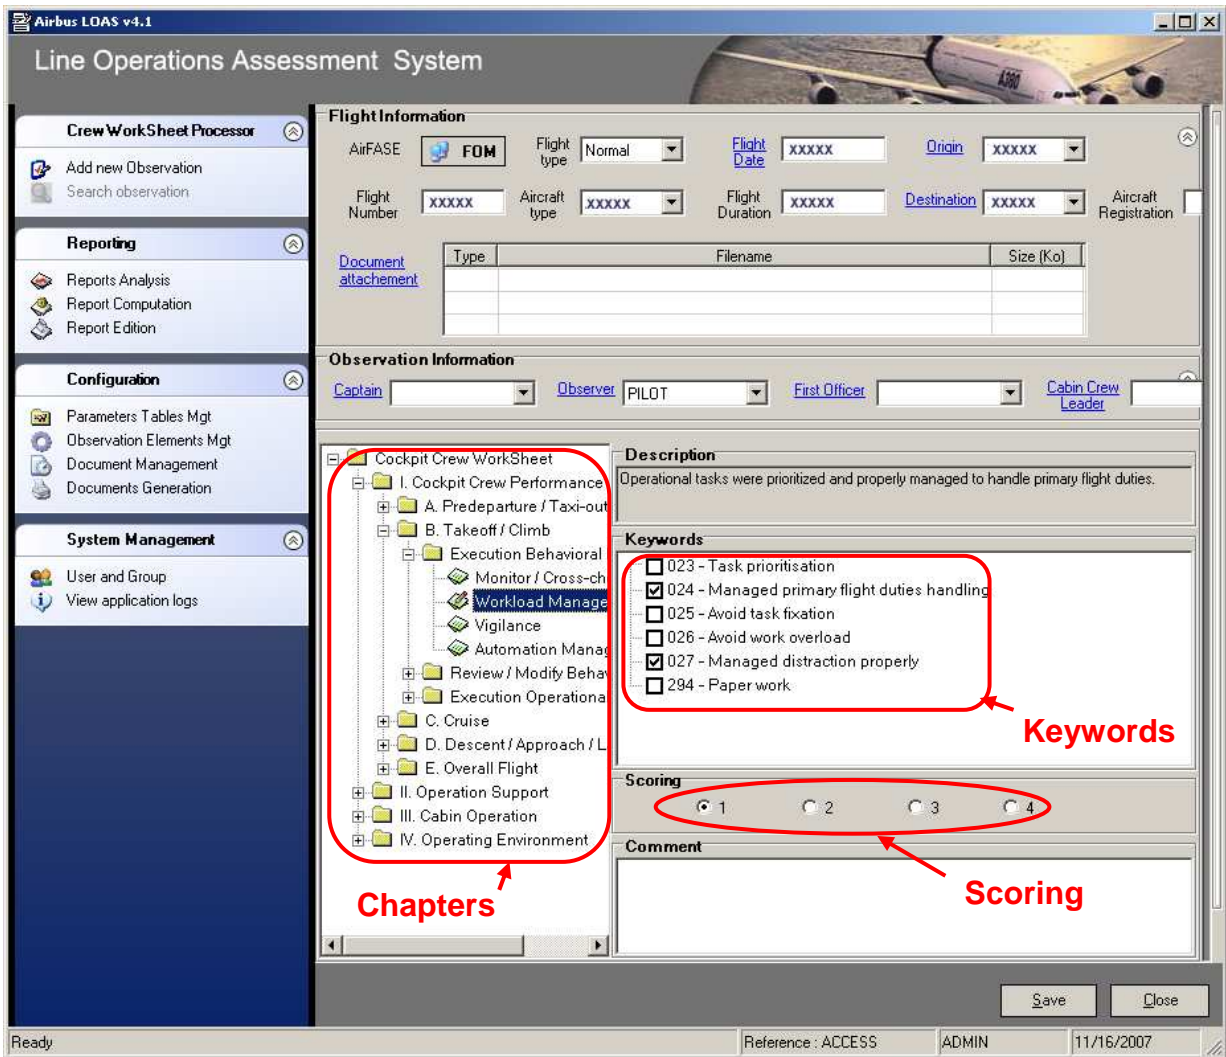 Airbus LOAS v4.1
Line Operations Assessment System
A380
Crew WorkSheet Processor
Add new Observation
Search observation
Reporting
Reports Analysis
Report Computation
Report Edition
Configuration
Parameters Tables Mgt
Observation Elements Mgt
Document Management
Documents Generation
System Management
User and Group
View application logs
Flight Information
AirFASE FOM Flight type Normal Flight Date XXXXX Origin XXXXX
Flight Number XXXXX Aircraft type XXXXX Flight Duration XXXXX Destination XXXXX Aircraft Registration
Document attachement Type Filename Size (Ko)
Observation Information
Captain Observer PILOT First Officer Cabin Crew Leader
Cockpit Crew WorkSheet
I. Cockpit Crew Performance
A. Predeparture / Taxi-out
B. Takeoff / Climb
Execution Behavioral
Monitor / Cross-ch
Workload Manage
Vigilance
Automation Manag
Review / Modify Behav
Execution Operationa
C. Cruise
D. Descent / Approach / L
E. Overall Flight
II. Operation Support
III. Cabin Operation
IV. Operating Environment
Chapters
Description
Operational tasks were prioritized and properly managed to handle primary flight duties.
Keywords
023 - Task prioritisation
024 - Managed primary flight duties handling
025 - Avoid task fixation
026 - Avoid work overload
027 - Managed distraction properly
294 - Paper work
Keywords
Scoring
1 2 3 4
Scoring
Comment
Save Close
Ready Reference : ACCESS ADMIN 11/16/2007